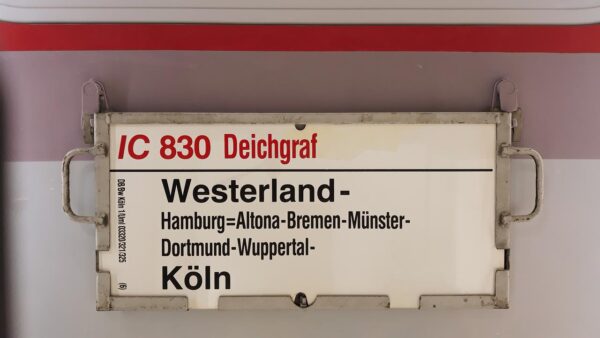 IC 830 Deichgraf
Westerland-
Hamburg=Altona-Bremen-Münster-
Dortmund-Wuppertal-
Köln